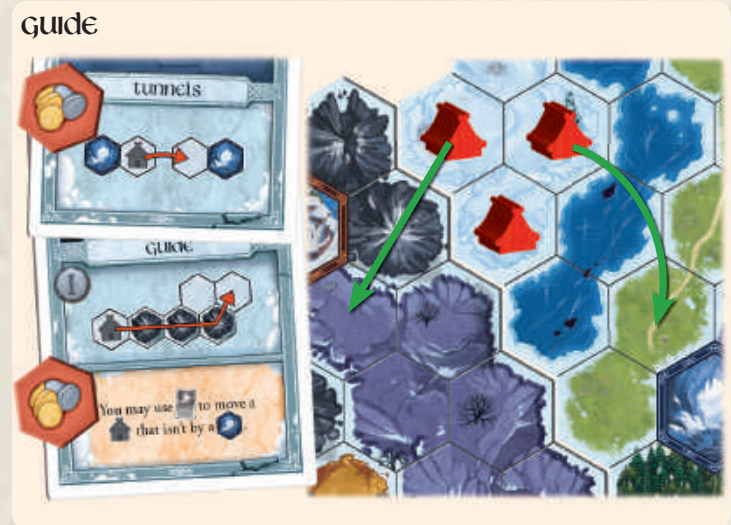 guide
tunnels
guide
I
You may use to move a
that isn't by a